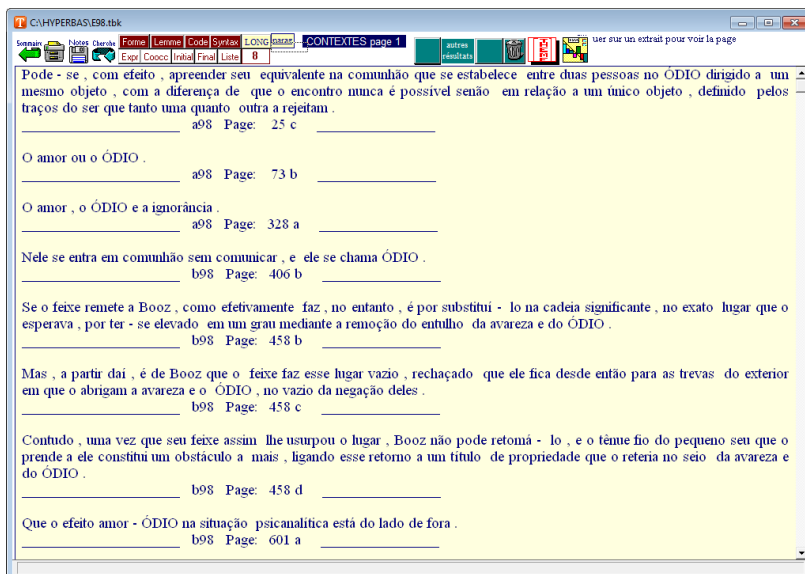 C:\HYPERBAS\E98.tbk
Sommaire Notes Cherche Forme Lemme Code Syntax LONG paras. CONTEXTES page 1 autres résultats uer sur un extrait pour voir la page
Expr Coocc Initial Final Liste 8
Pode - se , com efeito , apreender seu equivalente na comunhão que se estabelece entre duas pessoas no ÓDIO dirigido a um
mesmo objeto , com a diferença de que o encontro nunca é possível senão em relação a um único objeto , definido pelos
traços do ser que tanto uma quanto outra a rejeitam .
a98 Page: 25 c
O amor ou o ÓDIO .
a98 Page: 73 b
O amor , o ÓDIO e a ignorância .
a98 Page: 328 a
Nele se entra em comunhão sem comunicar , e ele se chama ÓDIO .
b98 Page: 406 b
Se o feixe remete a Booz , como efetivamente faz , no entanto , é por substituí - lo na cadeia significante , no exato lugar que o
esperava , por ter - se elevado em um grau mediante a remoção do entulho da avareza e do ÓDIO .
b98 Page: 458 b
Mas , a partir daí , é de Booz que o feixe faz esse lugar vazio , rechaçado que ele fica desde então para as trevas do exterior
em que o abrigam a avareza e o ÓDIO , no vazio da negação deles .
b98 Page: 458 c
Contudo , uma vez que seu feixe assim lhe usurpou o lugar , Booz não pode retomá - lo , e o tênue fio do pequeno seu que o
prende a ele constitui um obstáculo a mais , ligando esse retorno a um título de propriedade que o reteria no seio da avareza e
do ÓDIO .
b98 Page: 458 d
Que o efeito amor - ÓDIO na situação psicanalítica está do lado de fora .
b98 Page: 601 a